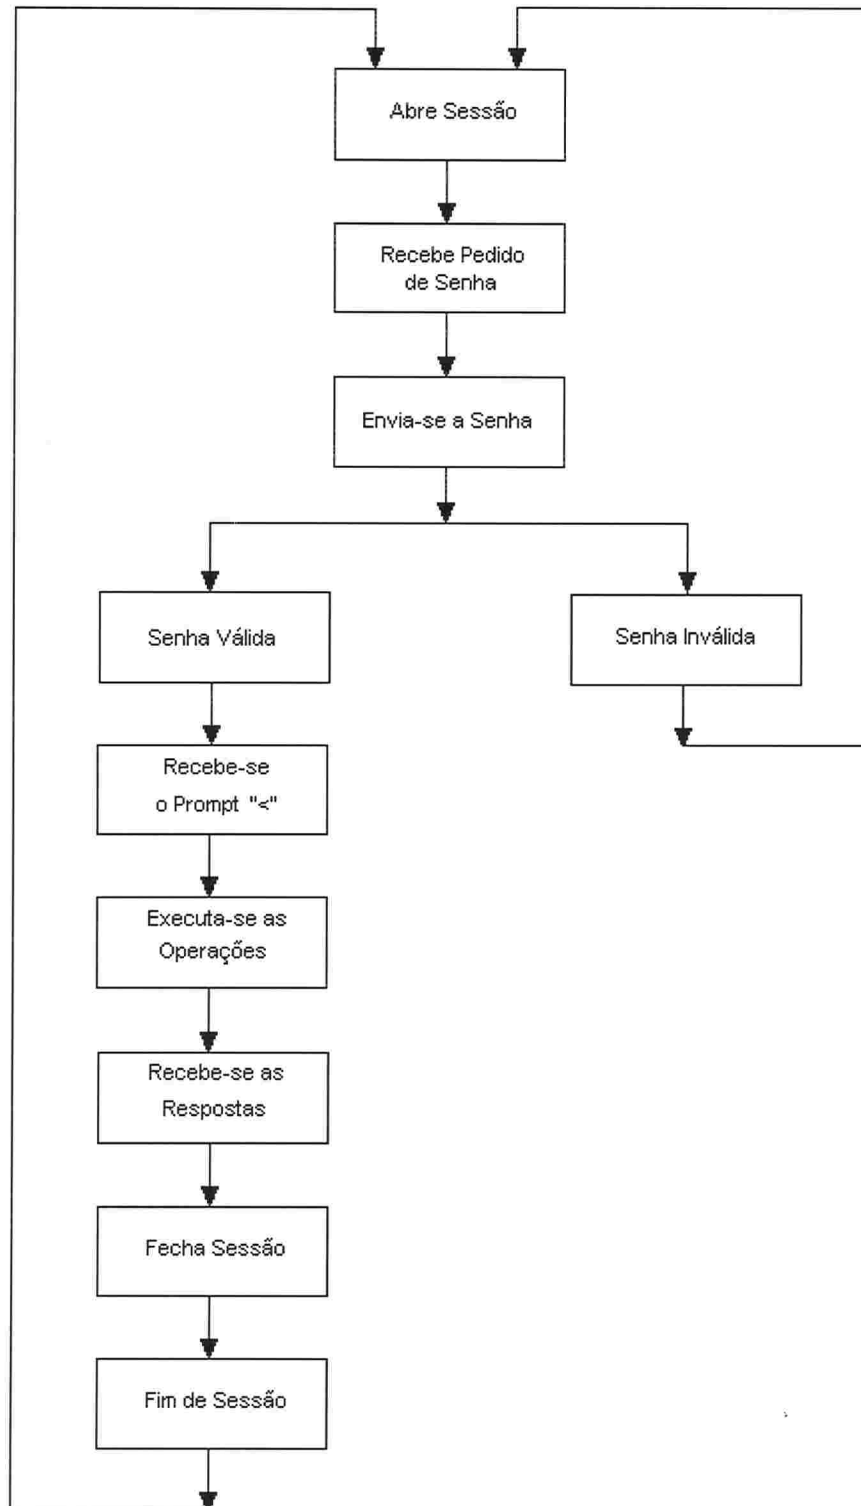 Abre Sessão
Recebe Pedido
de Senha
Envia-se a Senha
Senha Válida
Senha Inválida
Recebe-se
o Prompt "<"
Executa-se as
Operações
Recebe-se as
Respostas
Fecha Sessão
Fim de Sessão